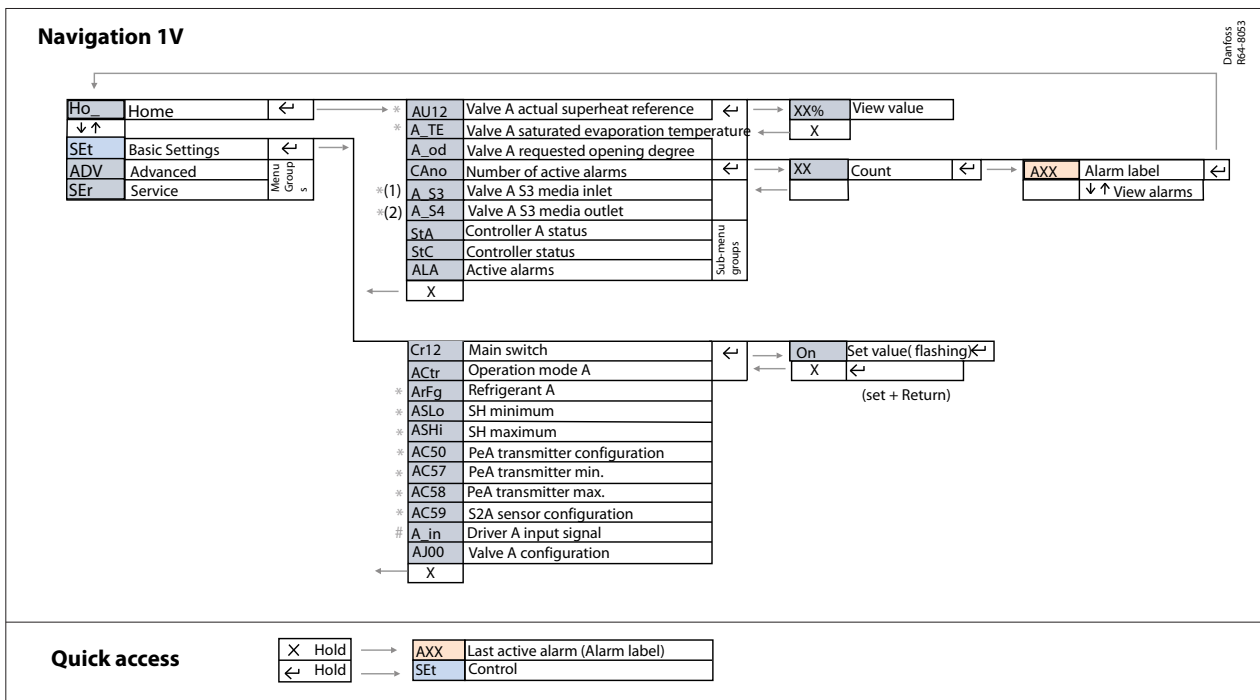 Navigation 1V
Danfoss
R64-8053
Ho_ Home ↵
↓ ↑
SEt Basic Settings ↵
ADV Advanced
SEr Service
Menu
Group
s
* AU12 Valve A actual superheat reference ↵
* A_TE Valve A saturated evaporation temperature
A_od Valve A requested opening degree
CAno Number of active alarms ↵
*(1) A_S3 Valve A S3 media inlet
*(2) A_S4 Valve A S3 media outlet
StA Controller A status
StC Controller status
ALA Active alarms
X
Sub-menu
groups
XX% View value
X
XX Count ↵
AXX Alarm label ↵
↓ ↑ View alarms
Cr12 Main switch ↵
ACtr Operation mode A
* ArFg Refrigerant A
* ASLo SH minimum
* ASHi SH maximum
* AC50 PeA transmitter configuration
* AC57 PeA transmitter min.
* AC58 PeA transmitter max.
* AC59 S2A sensor configuration
# A_in Driver A input signal
AJ00 Valve A configuration
X
On Set value( flashing) ↵
X ↵
(set + Return)
Quick access
X Hold AXX Last active alarm (Alarm label)
↵ Hold SEt Control